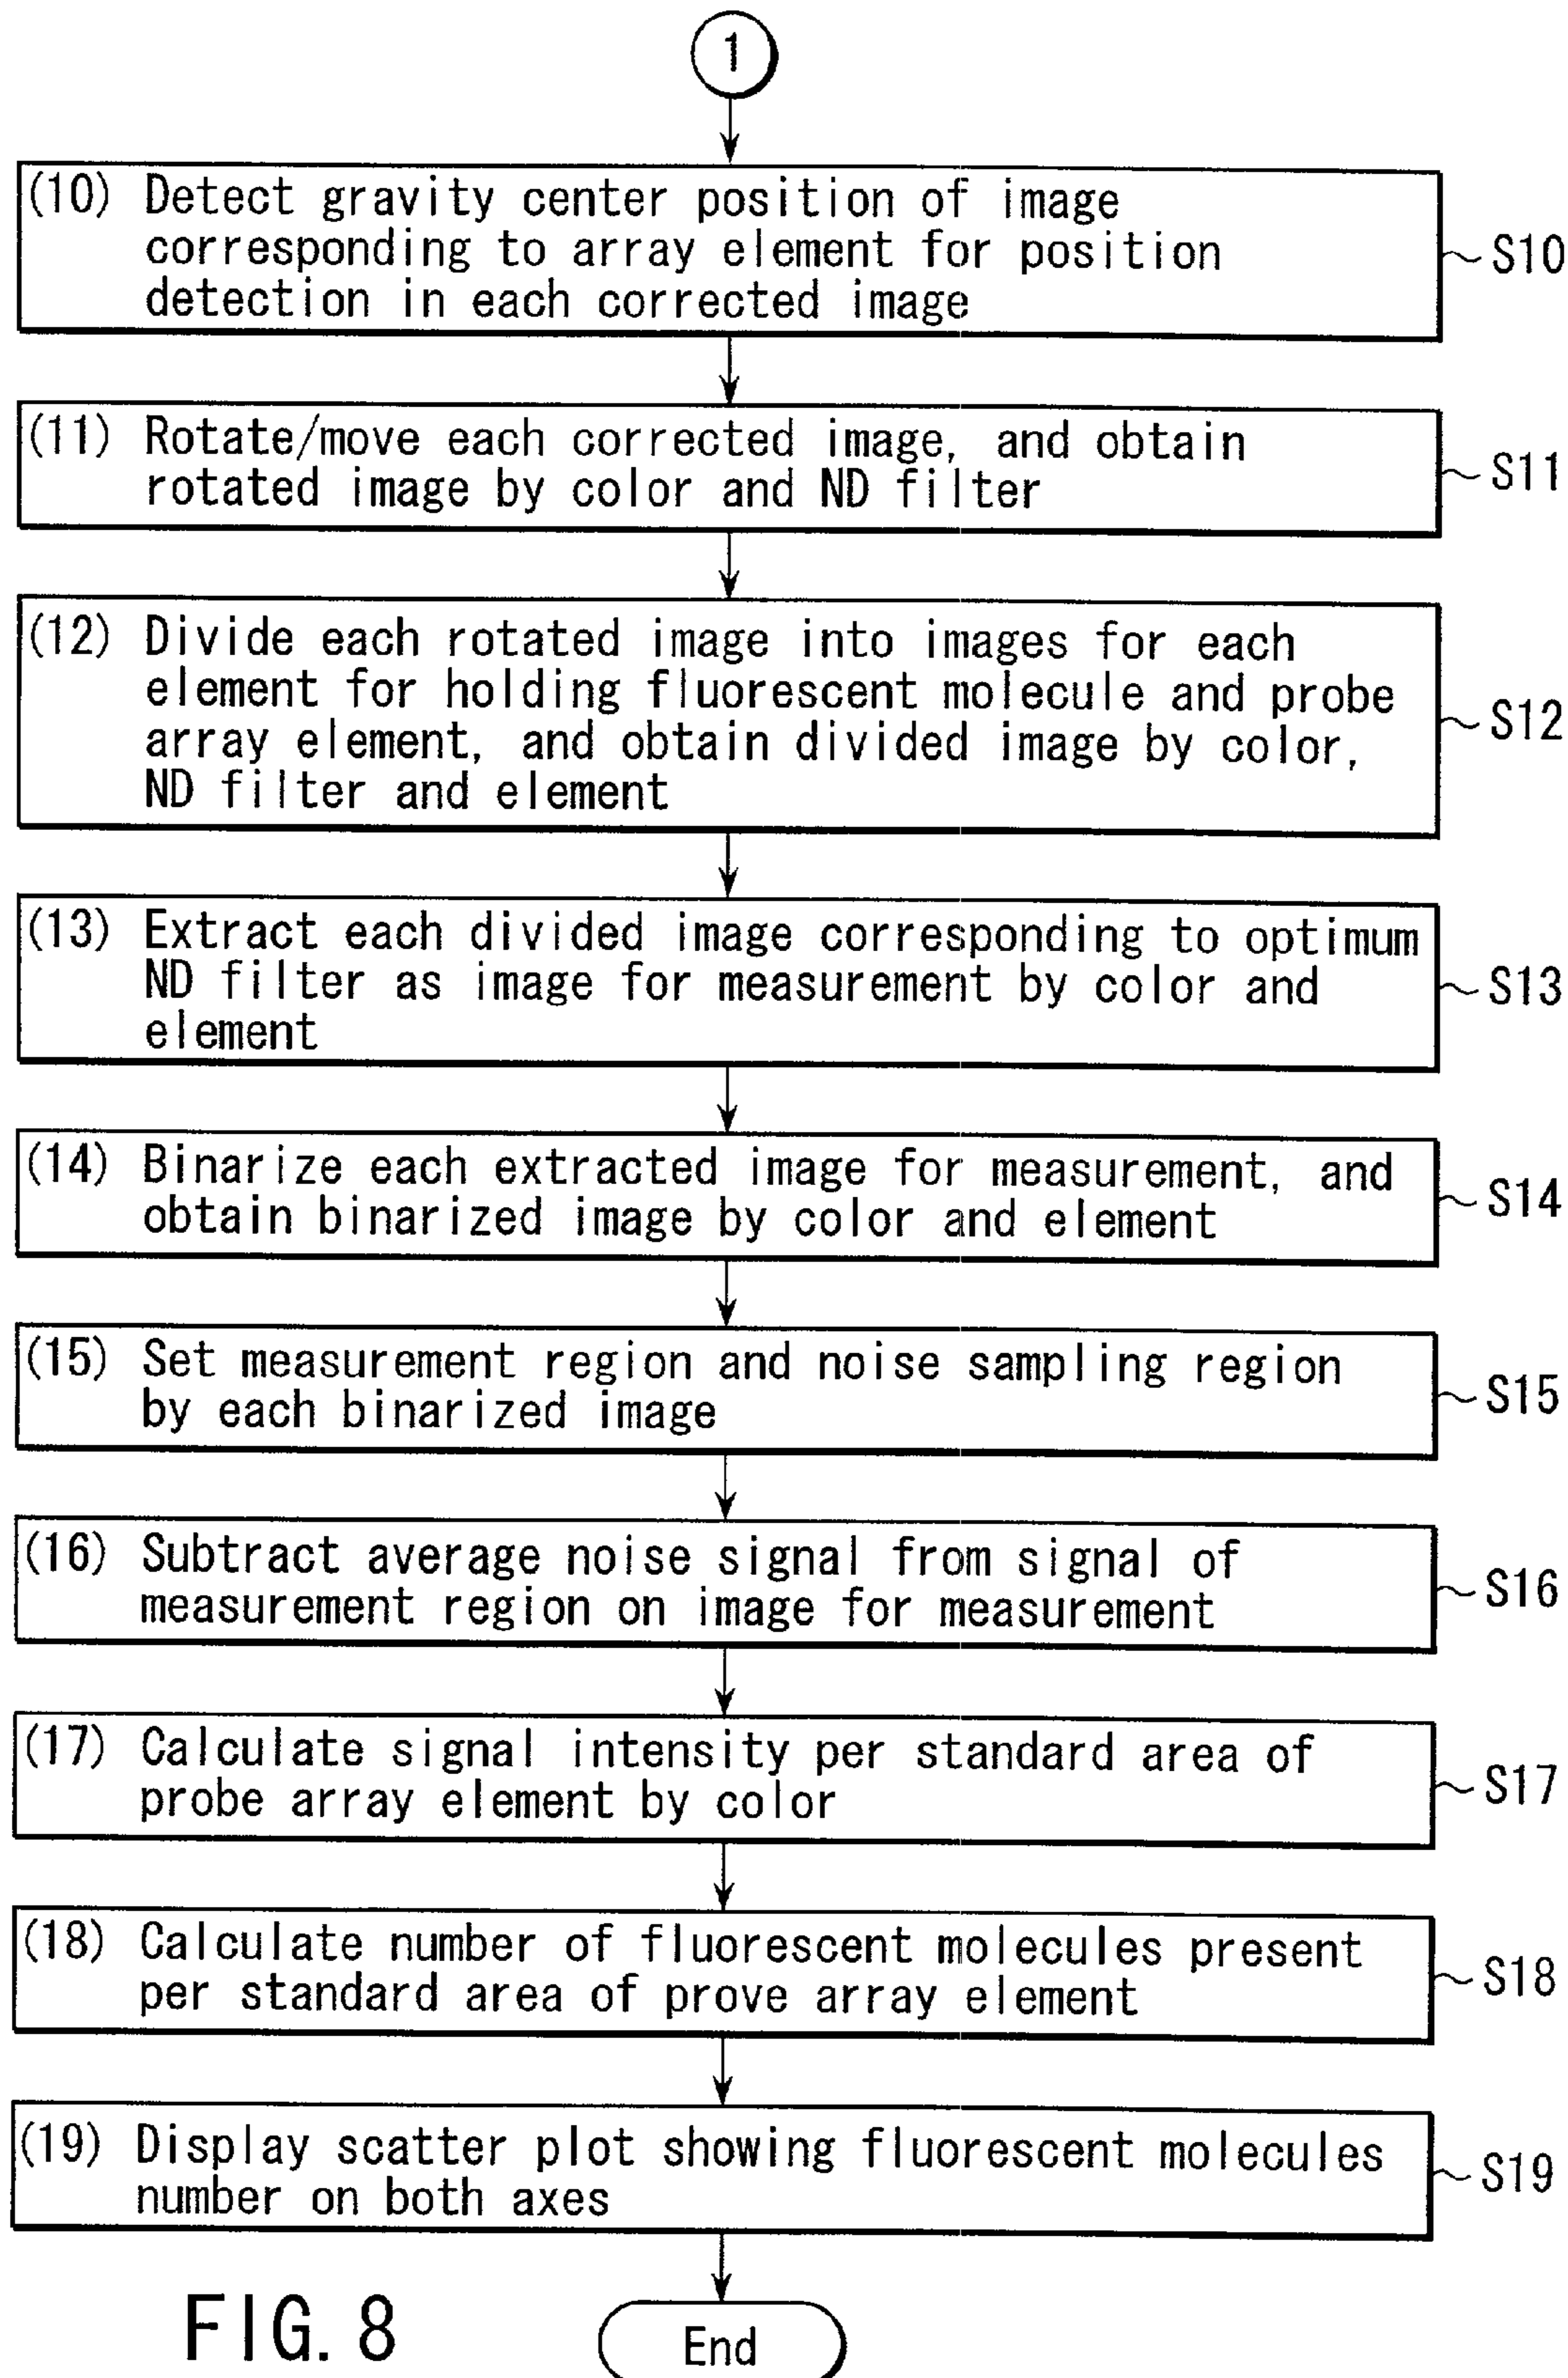 1
(10) Detect gravity center position of image
corresponding to array element for position
detection in each corrected image
S10
(11) Rotate/move each corrected image, and obtain
rotated image by color and ND filter
S11
(12) Divide each rotated image into images for each
element for holding fluorescent molecule and probe
array element, and obtain divided image by color,
ND filter and element
S12
(13) Extract each divided image corresponding to optimum
ND filter as image for measurement by color and
element
S13
(14) Binarize each extracted image for measurement, and
obtain binarized image by color and element
S14
(15) Set measurement region and noise sampling region
by each binarized image
S15
(16) Subtract average noise signal from signal of
measurement region on image for measurement
S16
(17) Calculate signal intensity per standard area of
probe array element by color
S17
(18) Calculate number of fluorescent molecules present
per standard area of prove array element
S18
(19) Display scatter plot showing fluorescent molecules
number on both axes
S19
End
FIG. 8